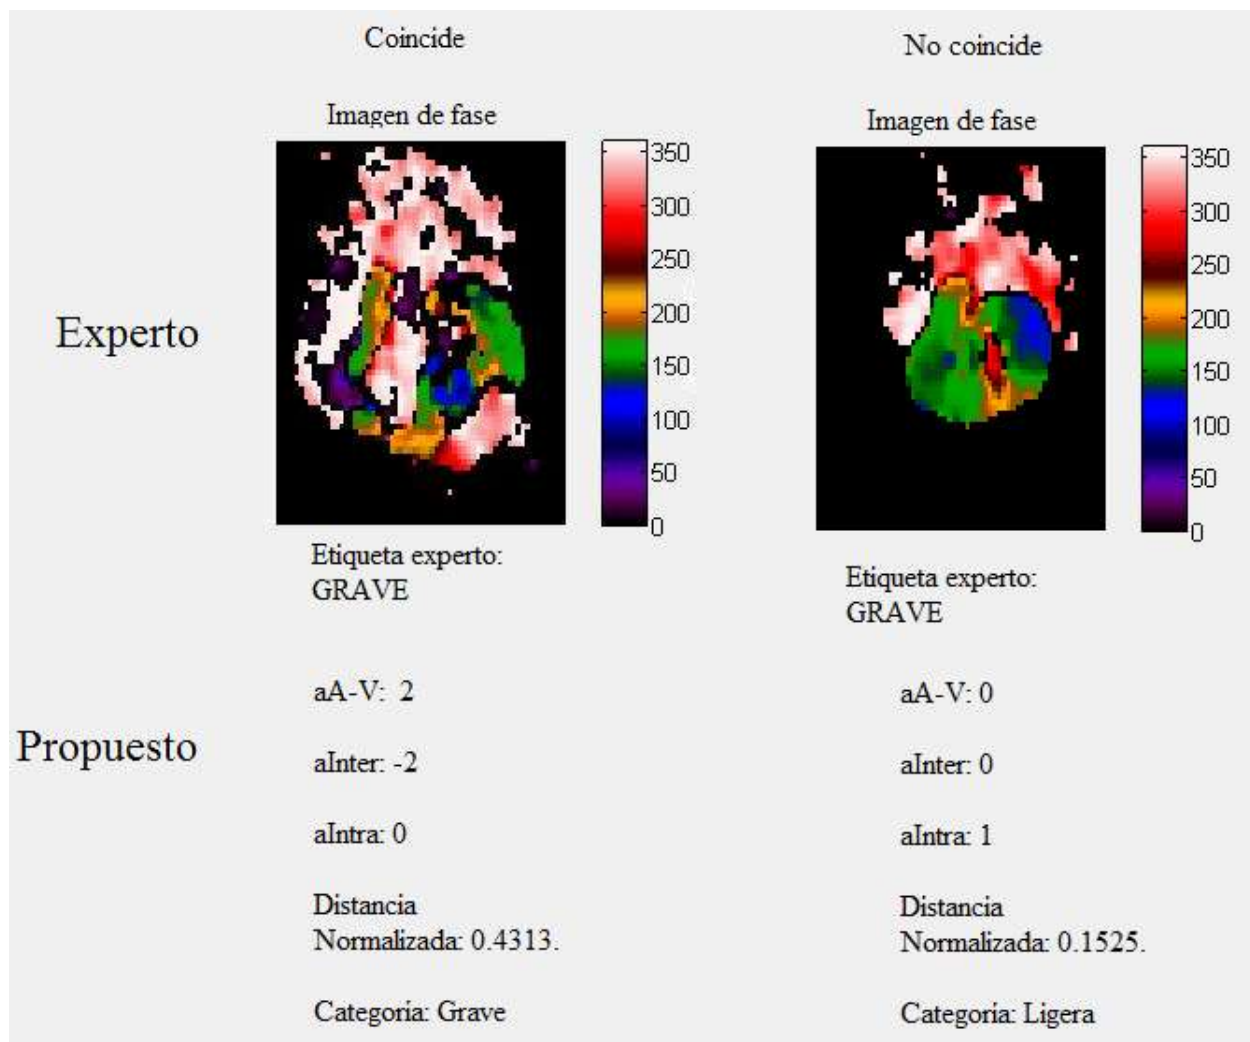 Coincide
No coincide
Imagen de fase
Imagen de fase
350
300
250
200
150
100
50
0
350
300
250
200
150
100
50
0
Experto
Etiqueta experto:
GRAVE
Etiqueta experto:
GRAVE
Propuesto
aA-V: 2
aInter: -2
aIntra: 0
Distancia
Normalizada: 0.4313.
Categoría: Grave
aA-V: 0
aInter: 0
aIntra: 1
Distancia
Normalizada: 0.1525.
Categoría: Ligera